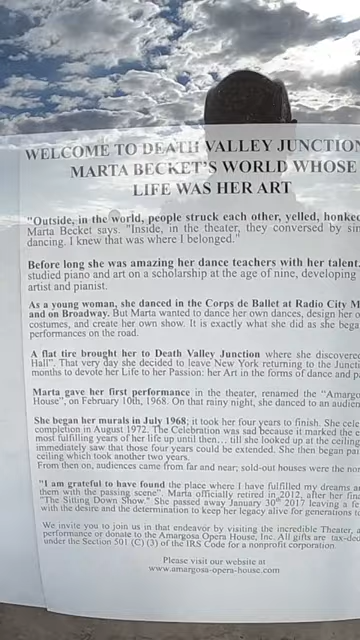 WELCOME TO DEATH VALLEY JUNCTION
MARTA BECKET'S WORLD WHOSE
LIFE WAS HER ART
"Outside, in the world, people struck each other, yelled, honked
Marta Becket says. "Inside, in the theater, they conversed by sin
dancing. I knew that was where I belonged."
Before long she was amazing her dance teachers with her talent.
studied piano and art on a scholarship at the age of nine, developing
artist and pianist.
As a young woman, she danced in the Corps de Ballet at Radio City M
and on Broadway. But Marta wanted to dance her own dances, design her o
costumes, and create her own show. It is exactly what she did as she bega
performances on the road.
A flat tire brought her to Death Valley Junction where she discovered
Hall". That very day she decided to leave New York returning to the Juncti
months to devote her Life to her Passion: her Art in the forms of dance and p
Marta gave her first performance in the theater, renamed the "Amargo
House", on February 10th, 1968. On that rainy night, she danced to an audien
She began her murals in July 1968; it took her four years to finish. She cele
completion in August 1972. The Celebration was sad because it marked the e
most fulfilling years of her life up until then... till she looked up at the ceiling
immediately saw that those four years could be extended. She then began pai
ceiling which took another two years.
From then on, audiences came from far and near; sold-out houses were the nor
"I am grateful to have found the place where I have fulfilled my dreams a
them with the passing scene". Marta officially retired in 2012, after her fina
"The Sitting Down Show." She passed away January 30th 2017 leaving a fe
with the desire and the determination to keep her legacy alive for generations to
We invite you to join us in that endeavor by visiting the incredible Theater, a
performance or donate to the Amargosa Opera House, Inc. All gifts are tax-ded
under the Section 501 (C) (3) of the IRS Code for a nonprofit corporation.
Please visit our website at
www.amargosa-opera-house.com